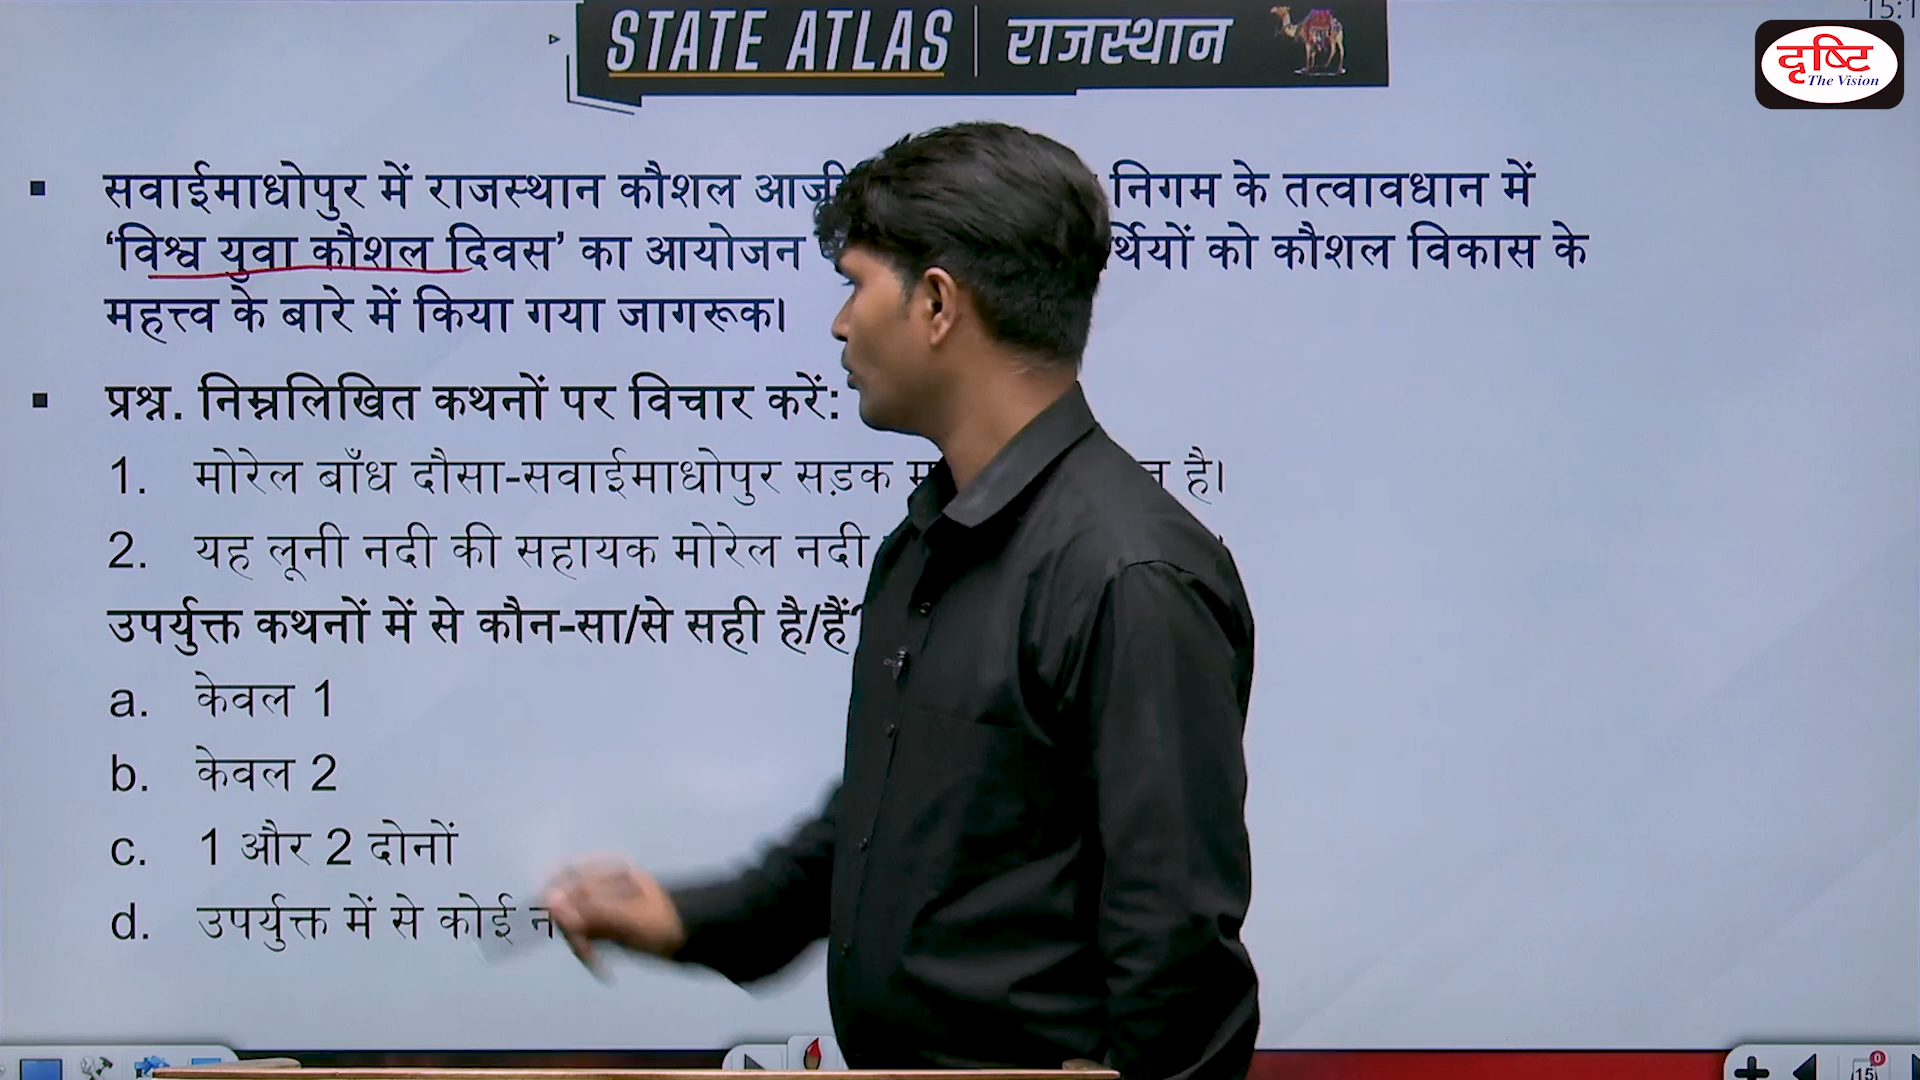 STATE ATLAS राजस्थान
दृष्टि
The Vision
सवाईमाधोपुर में राजस्थान कौशल निगम के तत्वावधान में
‘विश्व युवा कौशल दिवस’ का आयोजन को कौशल विकास के
महत्त्व के बारे में किया गया जागरूक।
प्रश्न. निम्नलिखित कथनों पर विचार करें:
1. मोरेल बाँध दौसा-सवाईमाधोपुर सड़क है।
2. यह लूनी नदी की सहायक मोरेल नदी
उपर्युक्त कथनों में से कौन-सा/से सही है/हैं
a. केवल 1
b. केवल 2
c. 1 और 2 दोनों
d. उपर्युक्त में से कोई
15
0